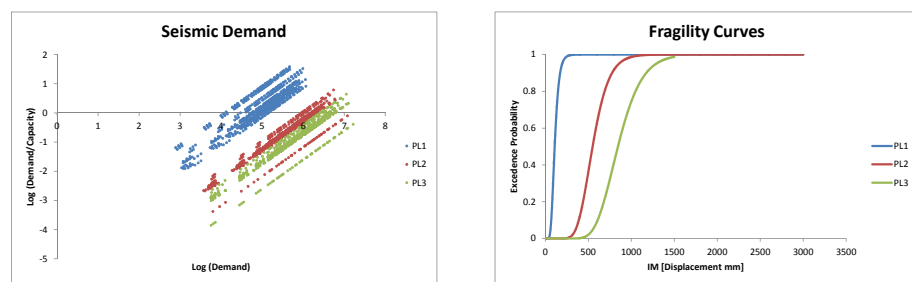 Seismic Demand
2
1
0
0
1
2
3
4
5
6
7
8
-1
-2
-3
-4
-5
Log (Demand/Capacity)
Log (Demand)
PL1
PL2
PL3
Fragility Curves
1
0.8
0.6
0.4
0.2
0
0
500
1000
1500
2000
2500
3000
3500
Exceedence Probability
IM [Displacement mm]
PL1
PL2
PL3